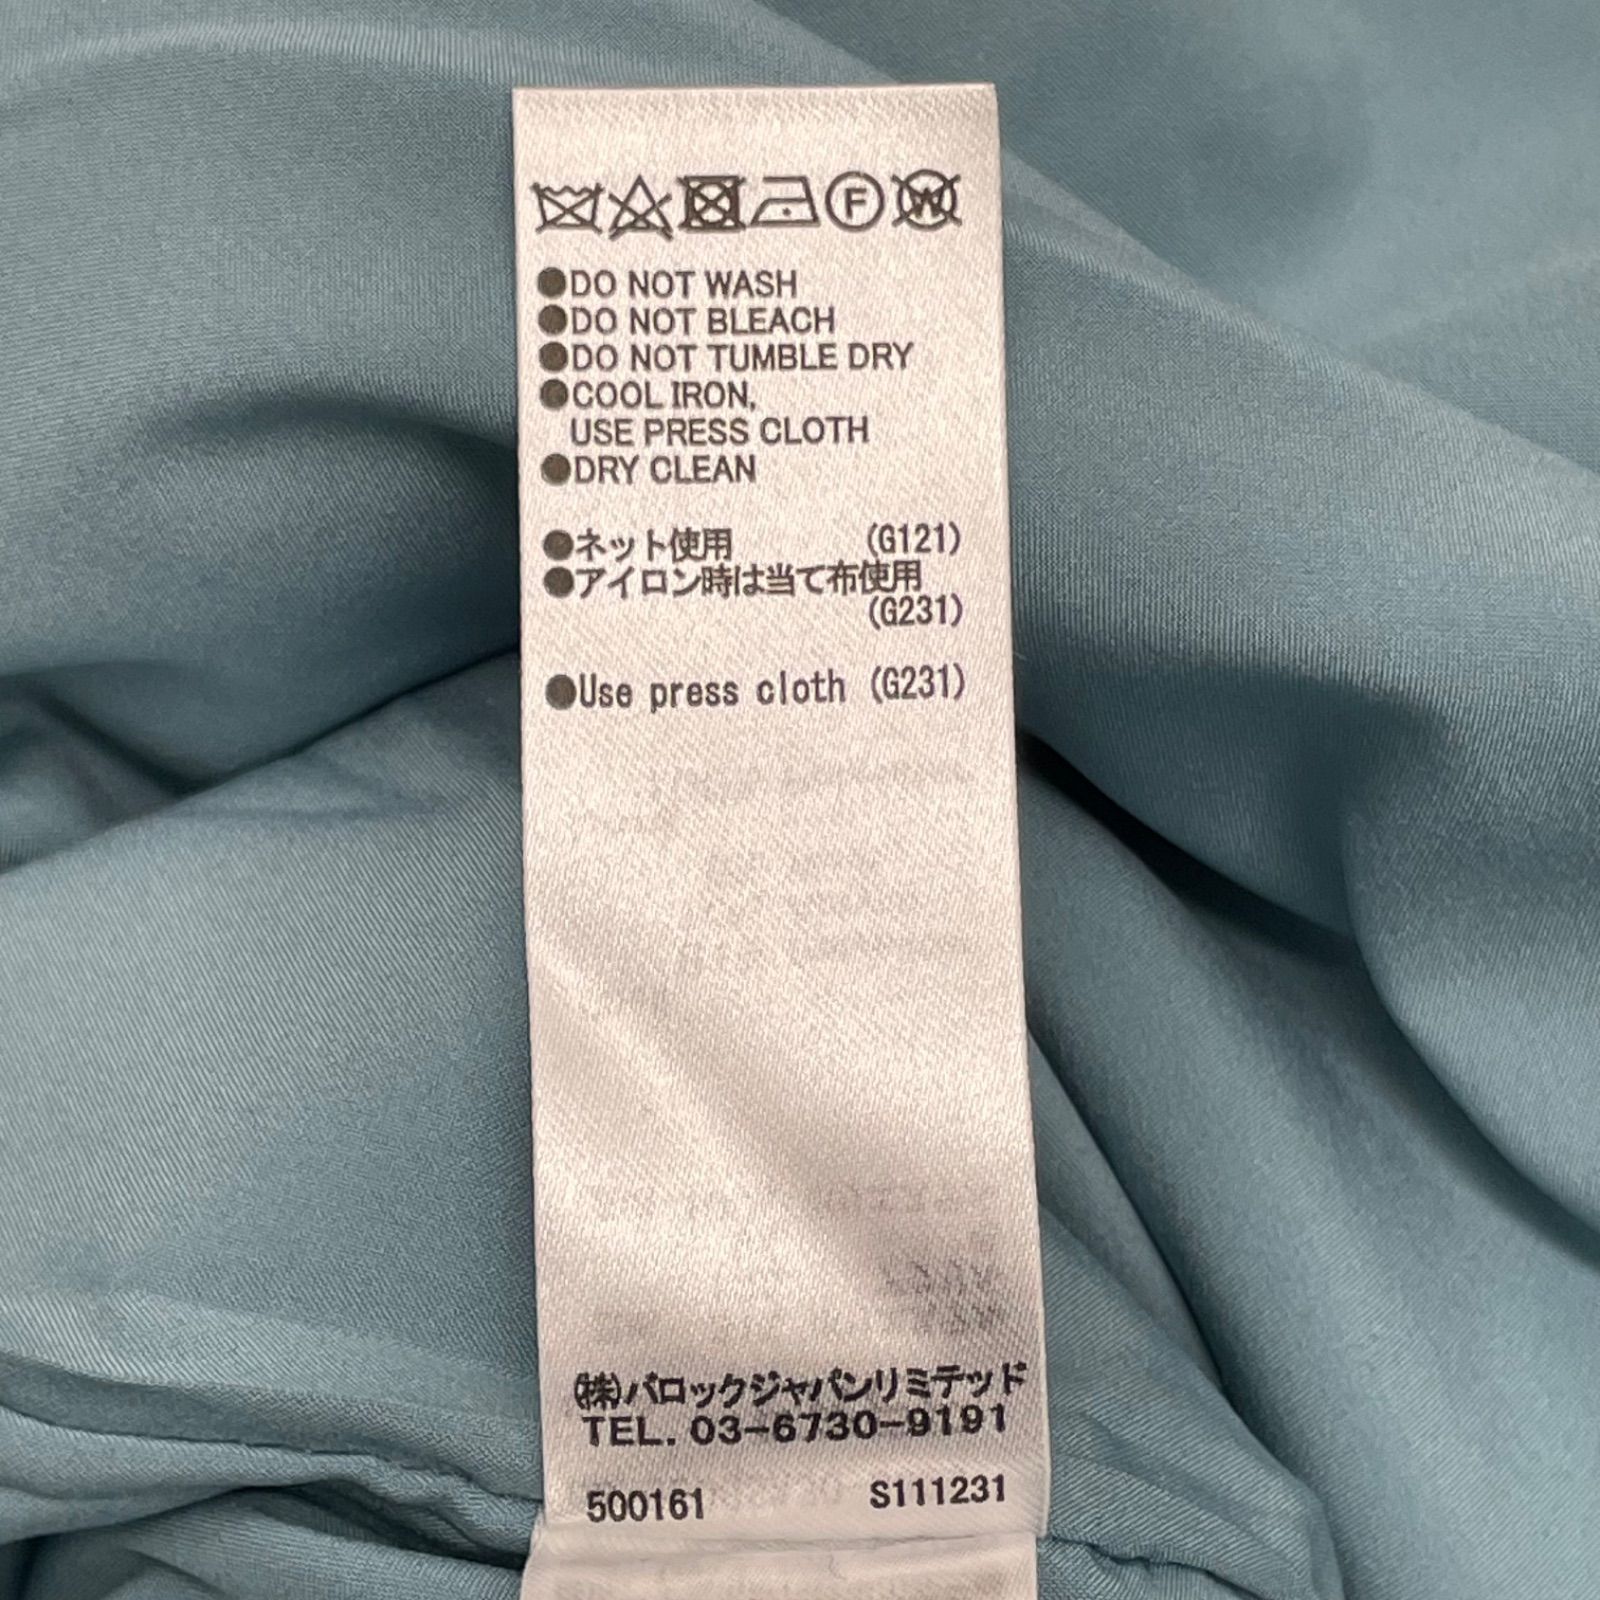 F W
●DO NOT WASH
●DO NOT BLEACH
●DO NOT TUMBLE DRY
●COOL IRON,
USE PRESS CLOTH
●DRY CLEAN
●ネット使用 (G121)
●アイロン時は当て布使用
(G231)
●Use press cloth (G231)
(株)バロックジャパンリミテッド
TEL. 03-6730-9191
500161 S111231